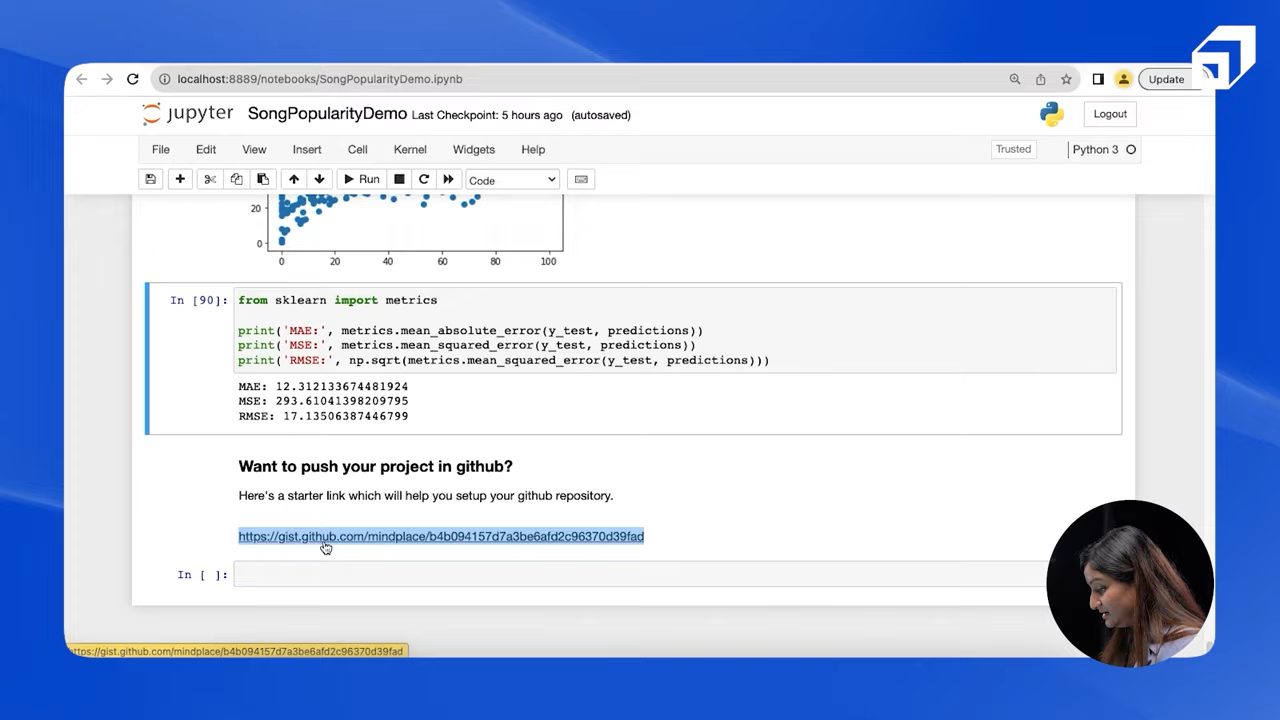 localhost:8889/notebooks/SongPopularityDemo.ipynb
Update
jupyter SongPopularityDemo Last Checkpoint: 5 hours ago (autosaved)
Logout
File Edit View Insert Cell Kernel Widgets Help
Trusted
Python 3
Run
Code
20
0
0 20 40 60 80 100
In [90]: from sklearn import metrics
print('MAE:', metrics.mean_absolute_error(y_test, predictions))
print('MSE:', metrics.mean_squared_error(y_test, predictions))
print('RMSE:', np.sqrt(metrics.mean_squared_error(y_test, predictions)))
MAE: 12.312133674481924
MSE: 293.61041398209795
RMSE: 17.13506387446799
Want to push your project in github?
Here's a starter link which will help you setup your github repository.
https://gist.github.com/mindplace/b4b094157d7a3be6afd2c96370d39fad
In [ ]:
https://gist.github.com/mindplace/b4b094157d7a3be6afd2c96370d39fad